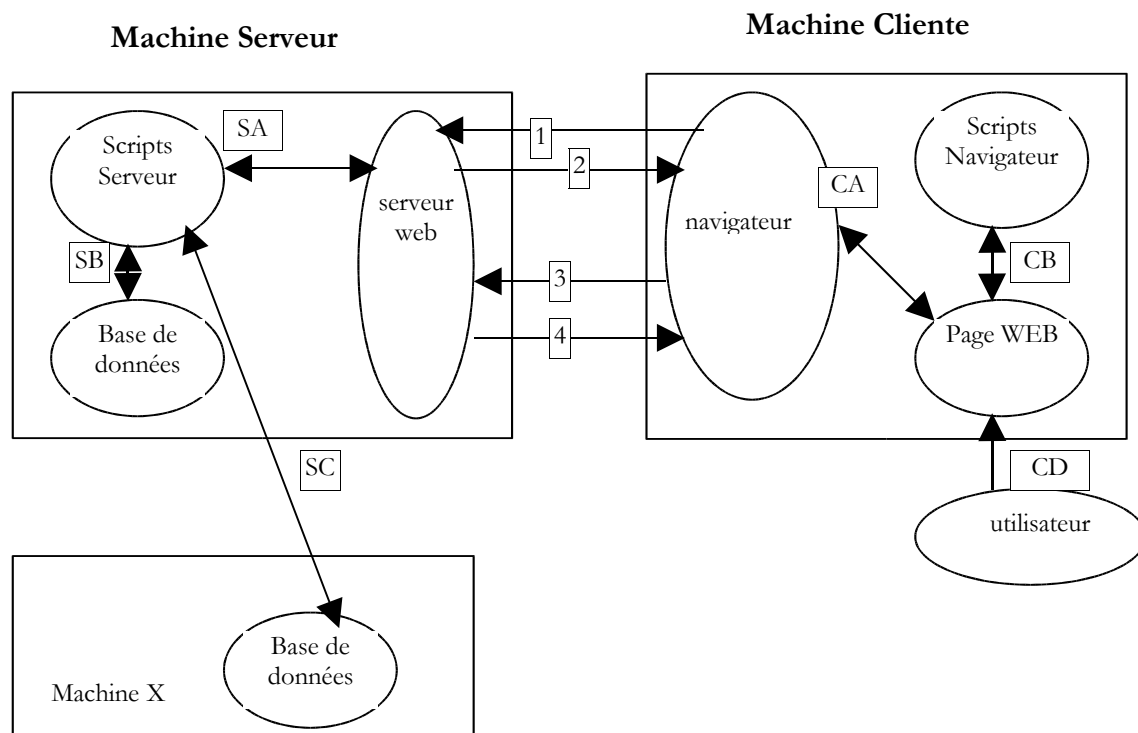 Machine Serveur
Machine Cliente
SA
Scripts
Serveur
SB
Base de
données
serveur
web
1
2
3
4
navigateur
CA
Scripts
Navigateur
CB
Page WEB
CD
utilisateur
SC
Base de
données
Machine X